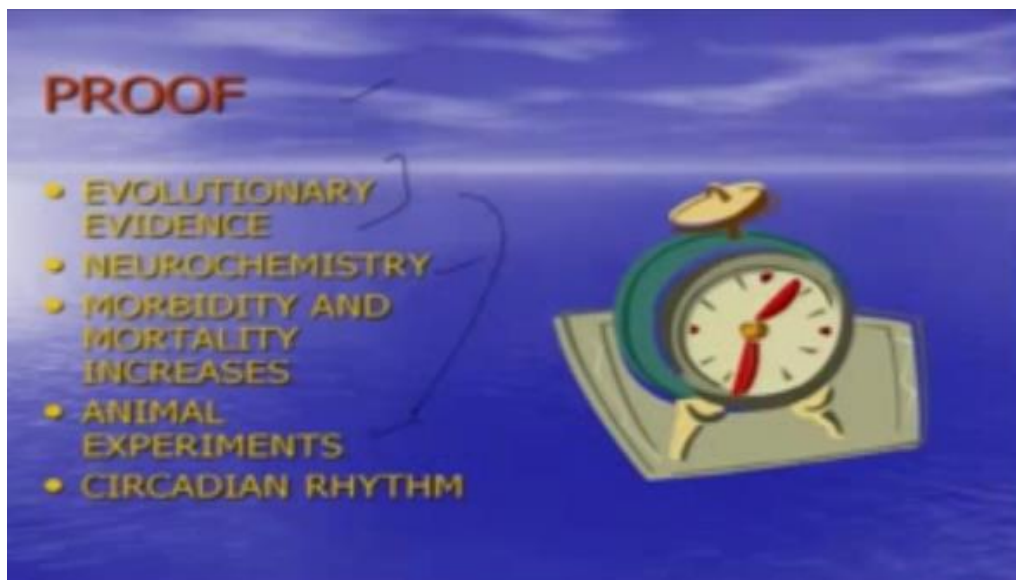 PROOF
• EVOLUTIONARY
EVIDENCE
• NEUROCHEMISTRY
• MORBIDITY AND
MORTALITY
INCREASES
• ANIMAL
EXPERIMENTS
• CIRCADIAN RHYTHM